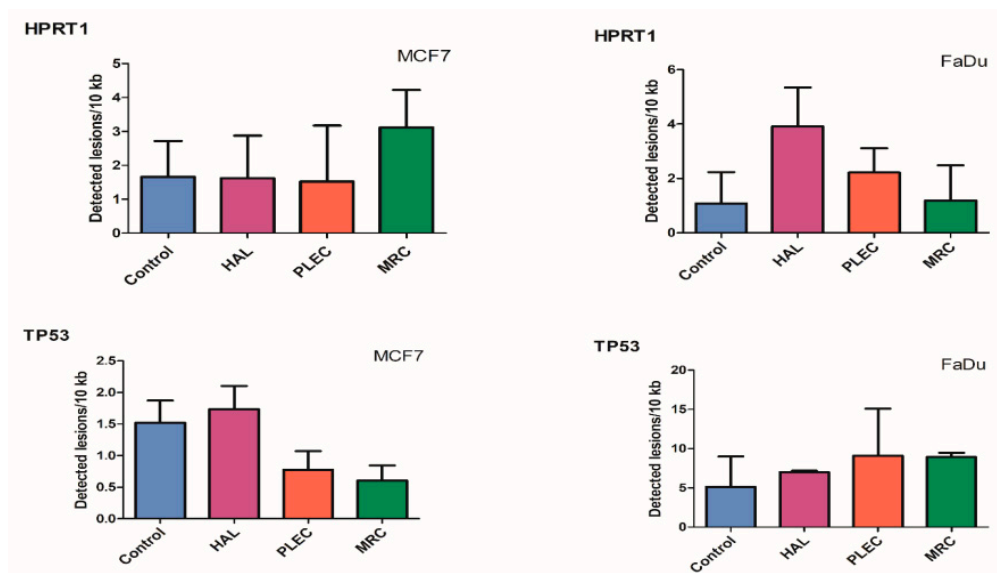 HPRT1
MCF7
Detected lesions/10 kb
5
4
3
2
1
0
Control
HAL
PLEC
MRC
HPRT1
FaDu
Detected lesions/10 kb
6
4
2
0
Control
HAL
PLEC
MRC
TP53
MCF7
Detected lesions/10 kb
2.5
2.0
1.5
1.0
0.5
0.0
Control
HAL
PLEC
MRC
TP53
FaDu
Detected lesions/10 kb
20
15
10
5
0
Control
HAL
PLEC
MRC